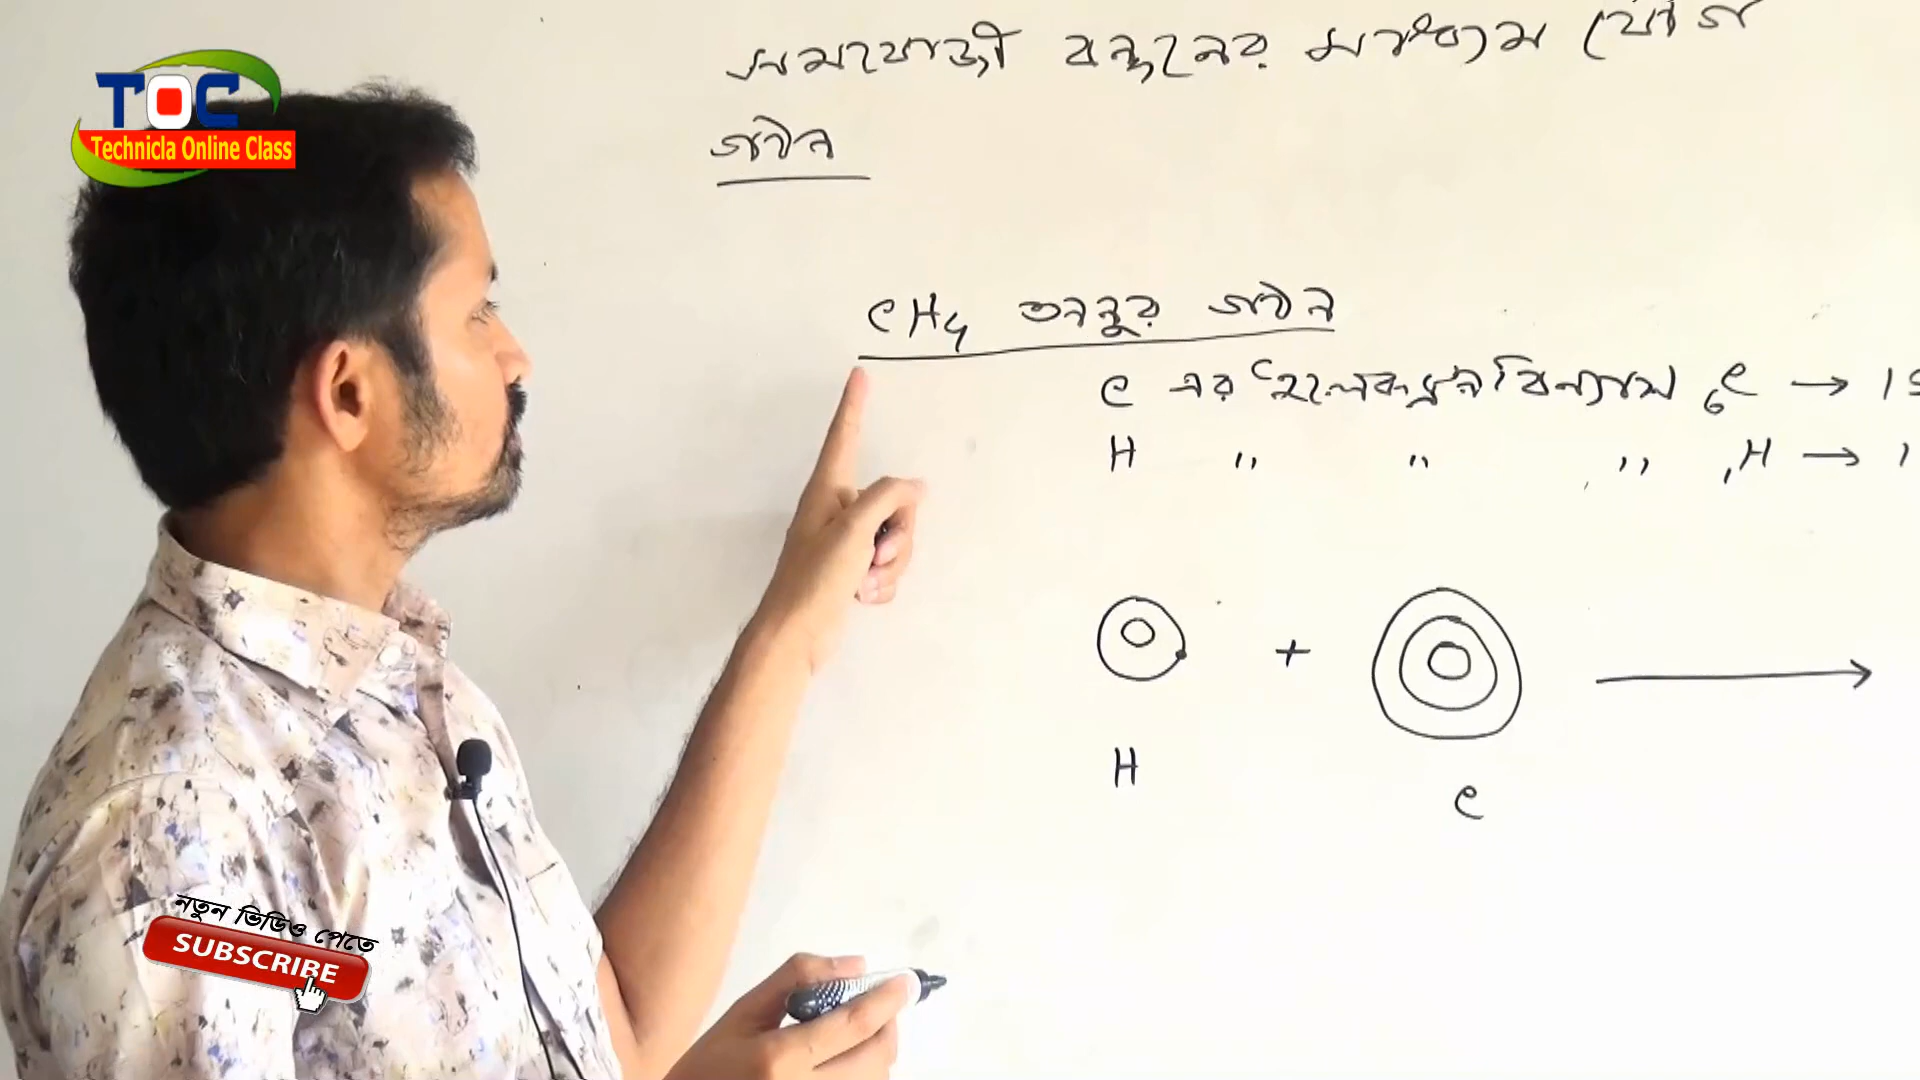 TOC
Technicla Online Class
সমযোজী বন্ধনের মাধ্যমে যৌগ
গঠন
CH4 অনুর গঠন
C এর ইলেকট্রন বিন্যাস 6C → 1S
H " " " 1H → 1
+
H
C
নতুন ভিডিও পেতে
SUBSCRIBE